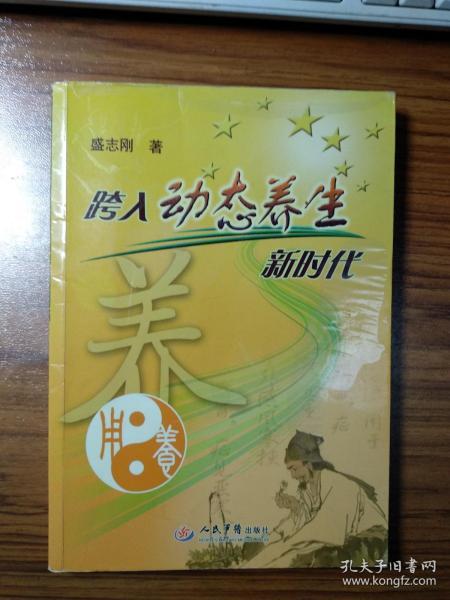 盛志刚 著
跨入动态养生
新时代
养
用 養
人民军医出版社
孔夫子旧书网
www.kongfz.com